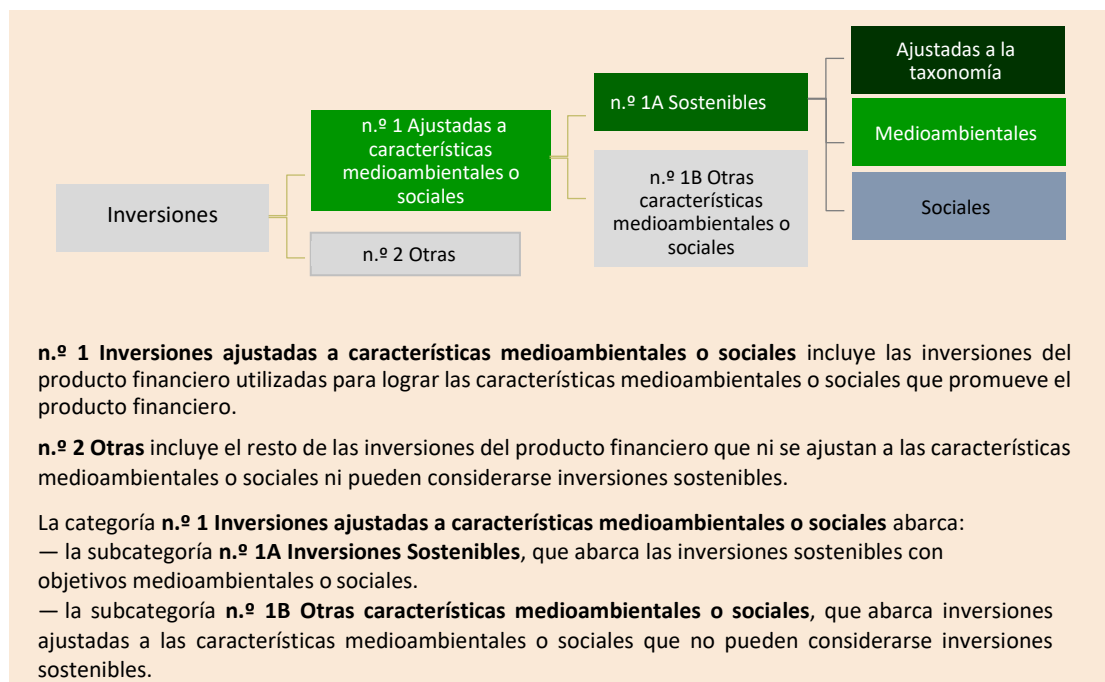 Inversiones
n.º 1 Ajustadas a
características
medioambientales o
sociales
n.º 2 Otras
n.º 1A Sostenibles
n.º 1B Otras
características
medioambientales o
sociales
Ajustadas a la
taxonomía
Medioambientales
Sociales
n.º 1 Inversiones ajustadas a características medioambientales o sociales incluye las inversiones del
producto financiero utilizadas para lograr las características medioambientales o sociales que promueve el
producto financiero.
n.º 2 Otras incluye el resto de las inversiones del producto financiero que ni se ajustan a las características
medioambientales o sociales ni pueden considerarse inversiones sostenibles.
La categoría n.º 1 Inversiones ajustadas a características medioambientales o sociales abarca:
— la subcategoría n.º 1A Inversiones Sostenibles, que abarca las inversiones sostenibles con
objetivos medioambientales o sociales.
— la subcategoría n.º 1B Otras características medioambientales o sociales, que abarca inversiones
ajustadas a las características medioambientales o sociales que no pueden considerarse inversiones
sostenibles.